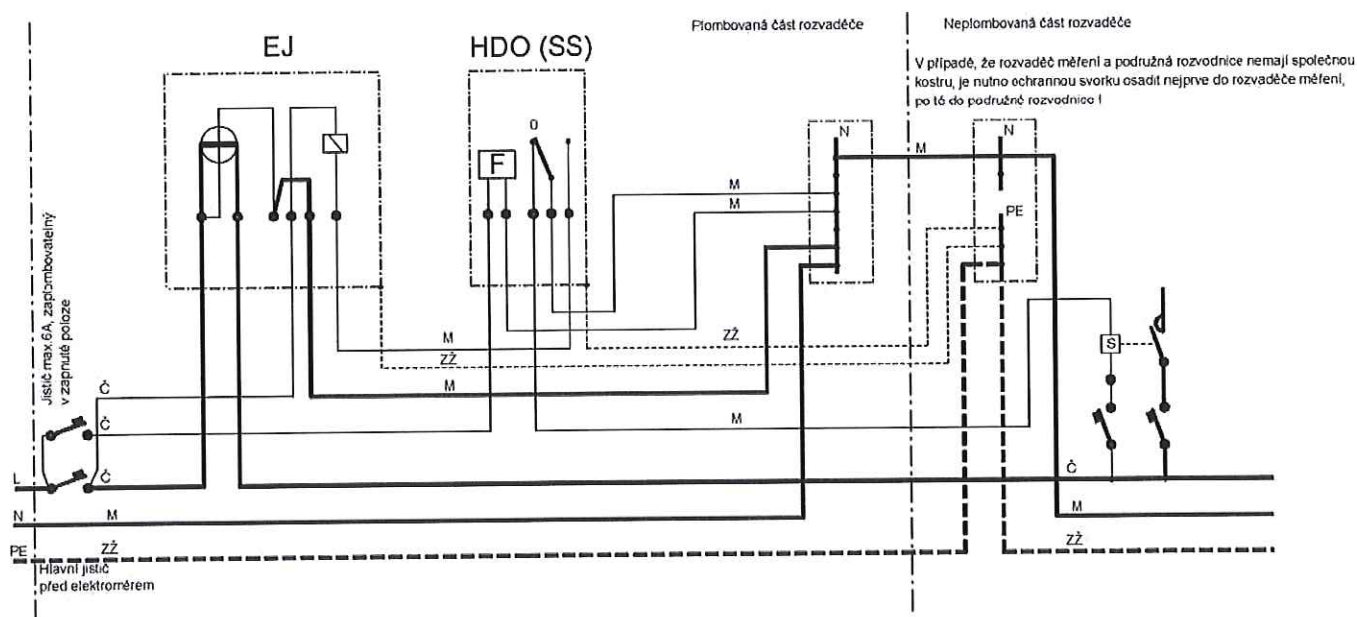 Plombovaná část rozvaděče
Neplombovaná část rozvaděče
EJ
HDO (SS)
V případě, že rozvaděč měření a podružná rozvodnice nemají společnou
kostru, je nutno ochrannou svorku osadit nejprve do rozvaděče měření,
po té do podružné rozvodnice !
0
F
N
N
M
M
M
PE
Jistič max.6A, zaplombovatelný
v zapnuté poloze
M
ZŽ
ZŽ
S
Č
M
Č
M
Č
Č
L
N
M
M
PE
ZŽ
ZŽ
Hlavní jistič
před elektroměrem